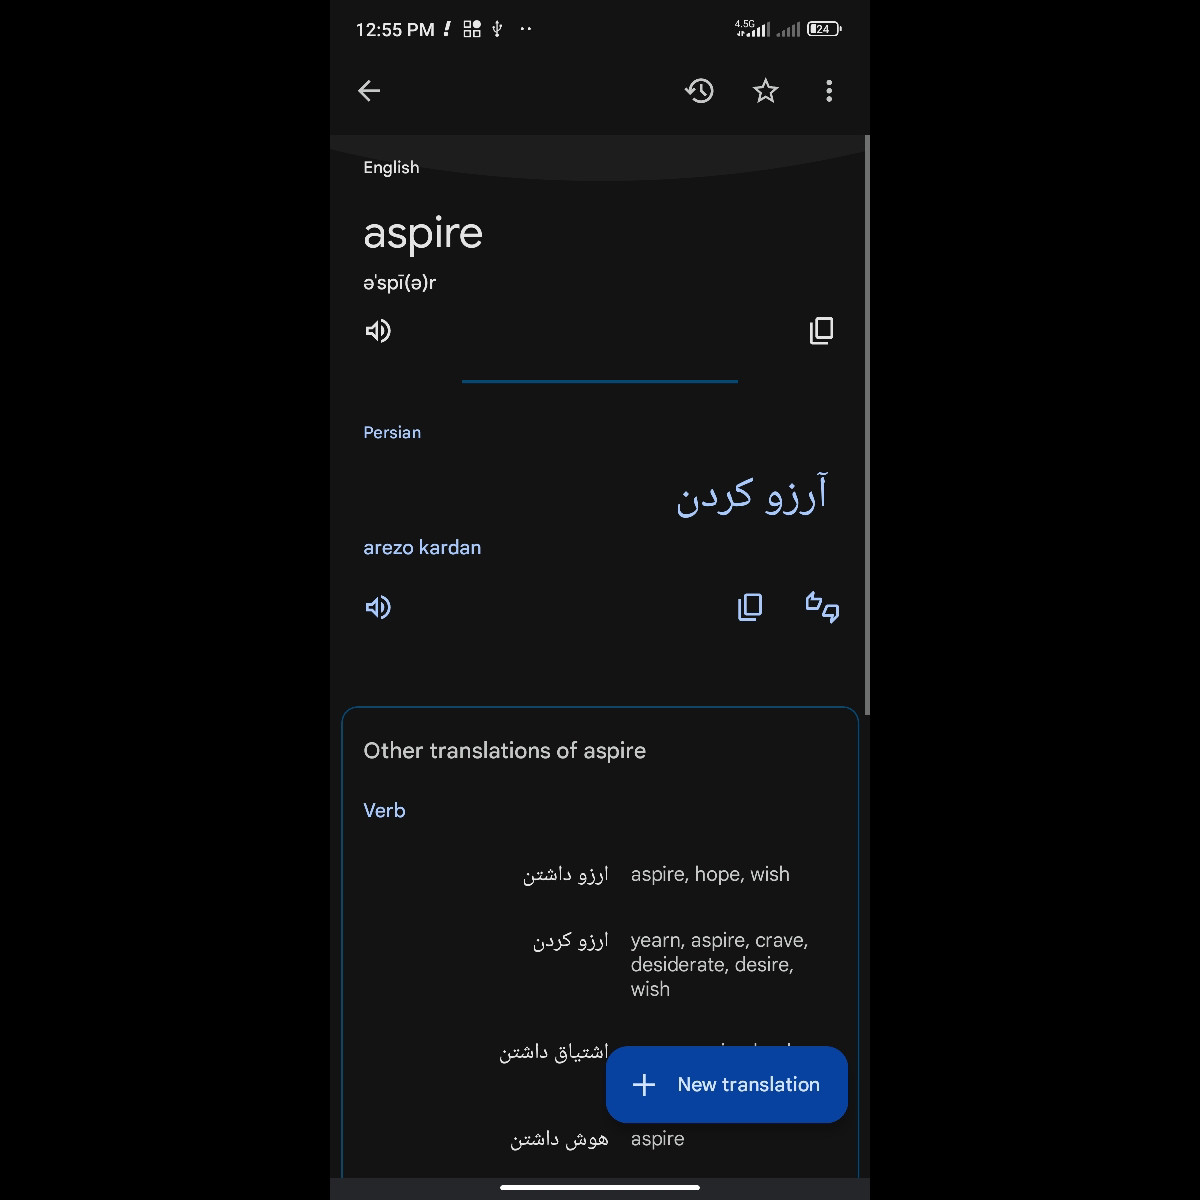 12:55 PM
4.5G
24
English
aspire
ə'spī(ə)r
Persian
آرزو کردن
arezo kardan
Other translations of aspire
Verb
ارزو داشتن aspire, hope, wish
ارزو کردن yearn, aspire, crave,
desiderate, desire,
wish
اشتیاق داشتن
New translation
هوش داشتن aspire